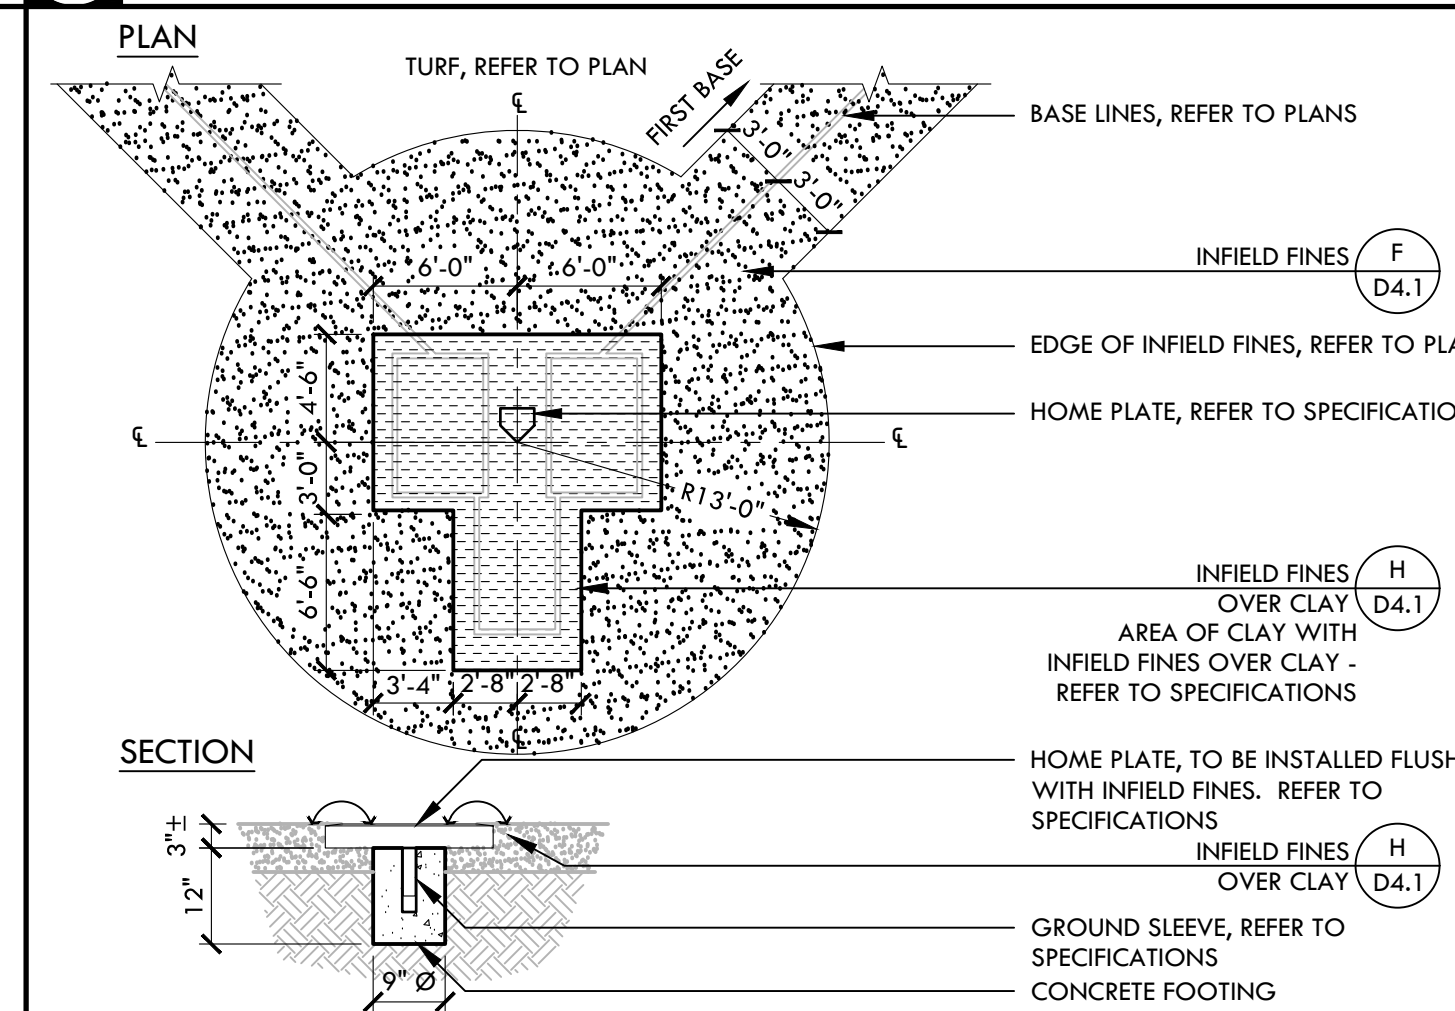 PLAN
TURF, REFER TO PLAN
℄
FIRST BASE
3'-0"
3'-0"
BASE LINES, REFER TO PLANS
6'-0"
6'-0"
INFIELD FINES
F
D4.1
EDGE OF INFIELD FINES, REFER TO PLA
4'-6"
HOME PLATE, REFER TO SPECIFICATIO
℄
℄
3'-0"
R13'-0"
6'-6"
INFIELD FINES
OVER CLAY
H
D4.1
AREA OF CLAY WITH
INFIELD FINES OVER CLAY -
REFER TO SPECIFICATIONS
3'-4"
2'-8"
2'-8"
℄
SECTION
HOME PLATE, TO BE INSTALLED FLUSH
WITH INFIELD FINES. REFER TO
SPECIFICATIONS
3"±
INFIELD FINES
OVER CLAY
H
D4.1
12"
GROUND SLEEVE, REFER TO
SPECIFICATIONS
9" Ø
CONCRETE FOOTING